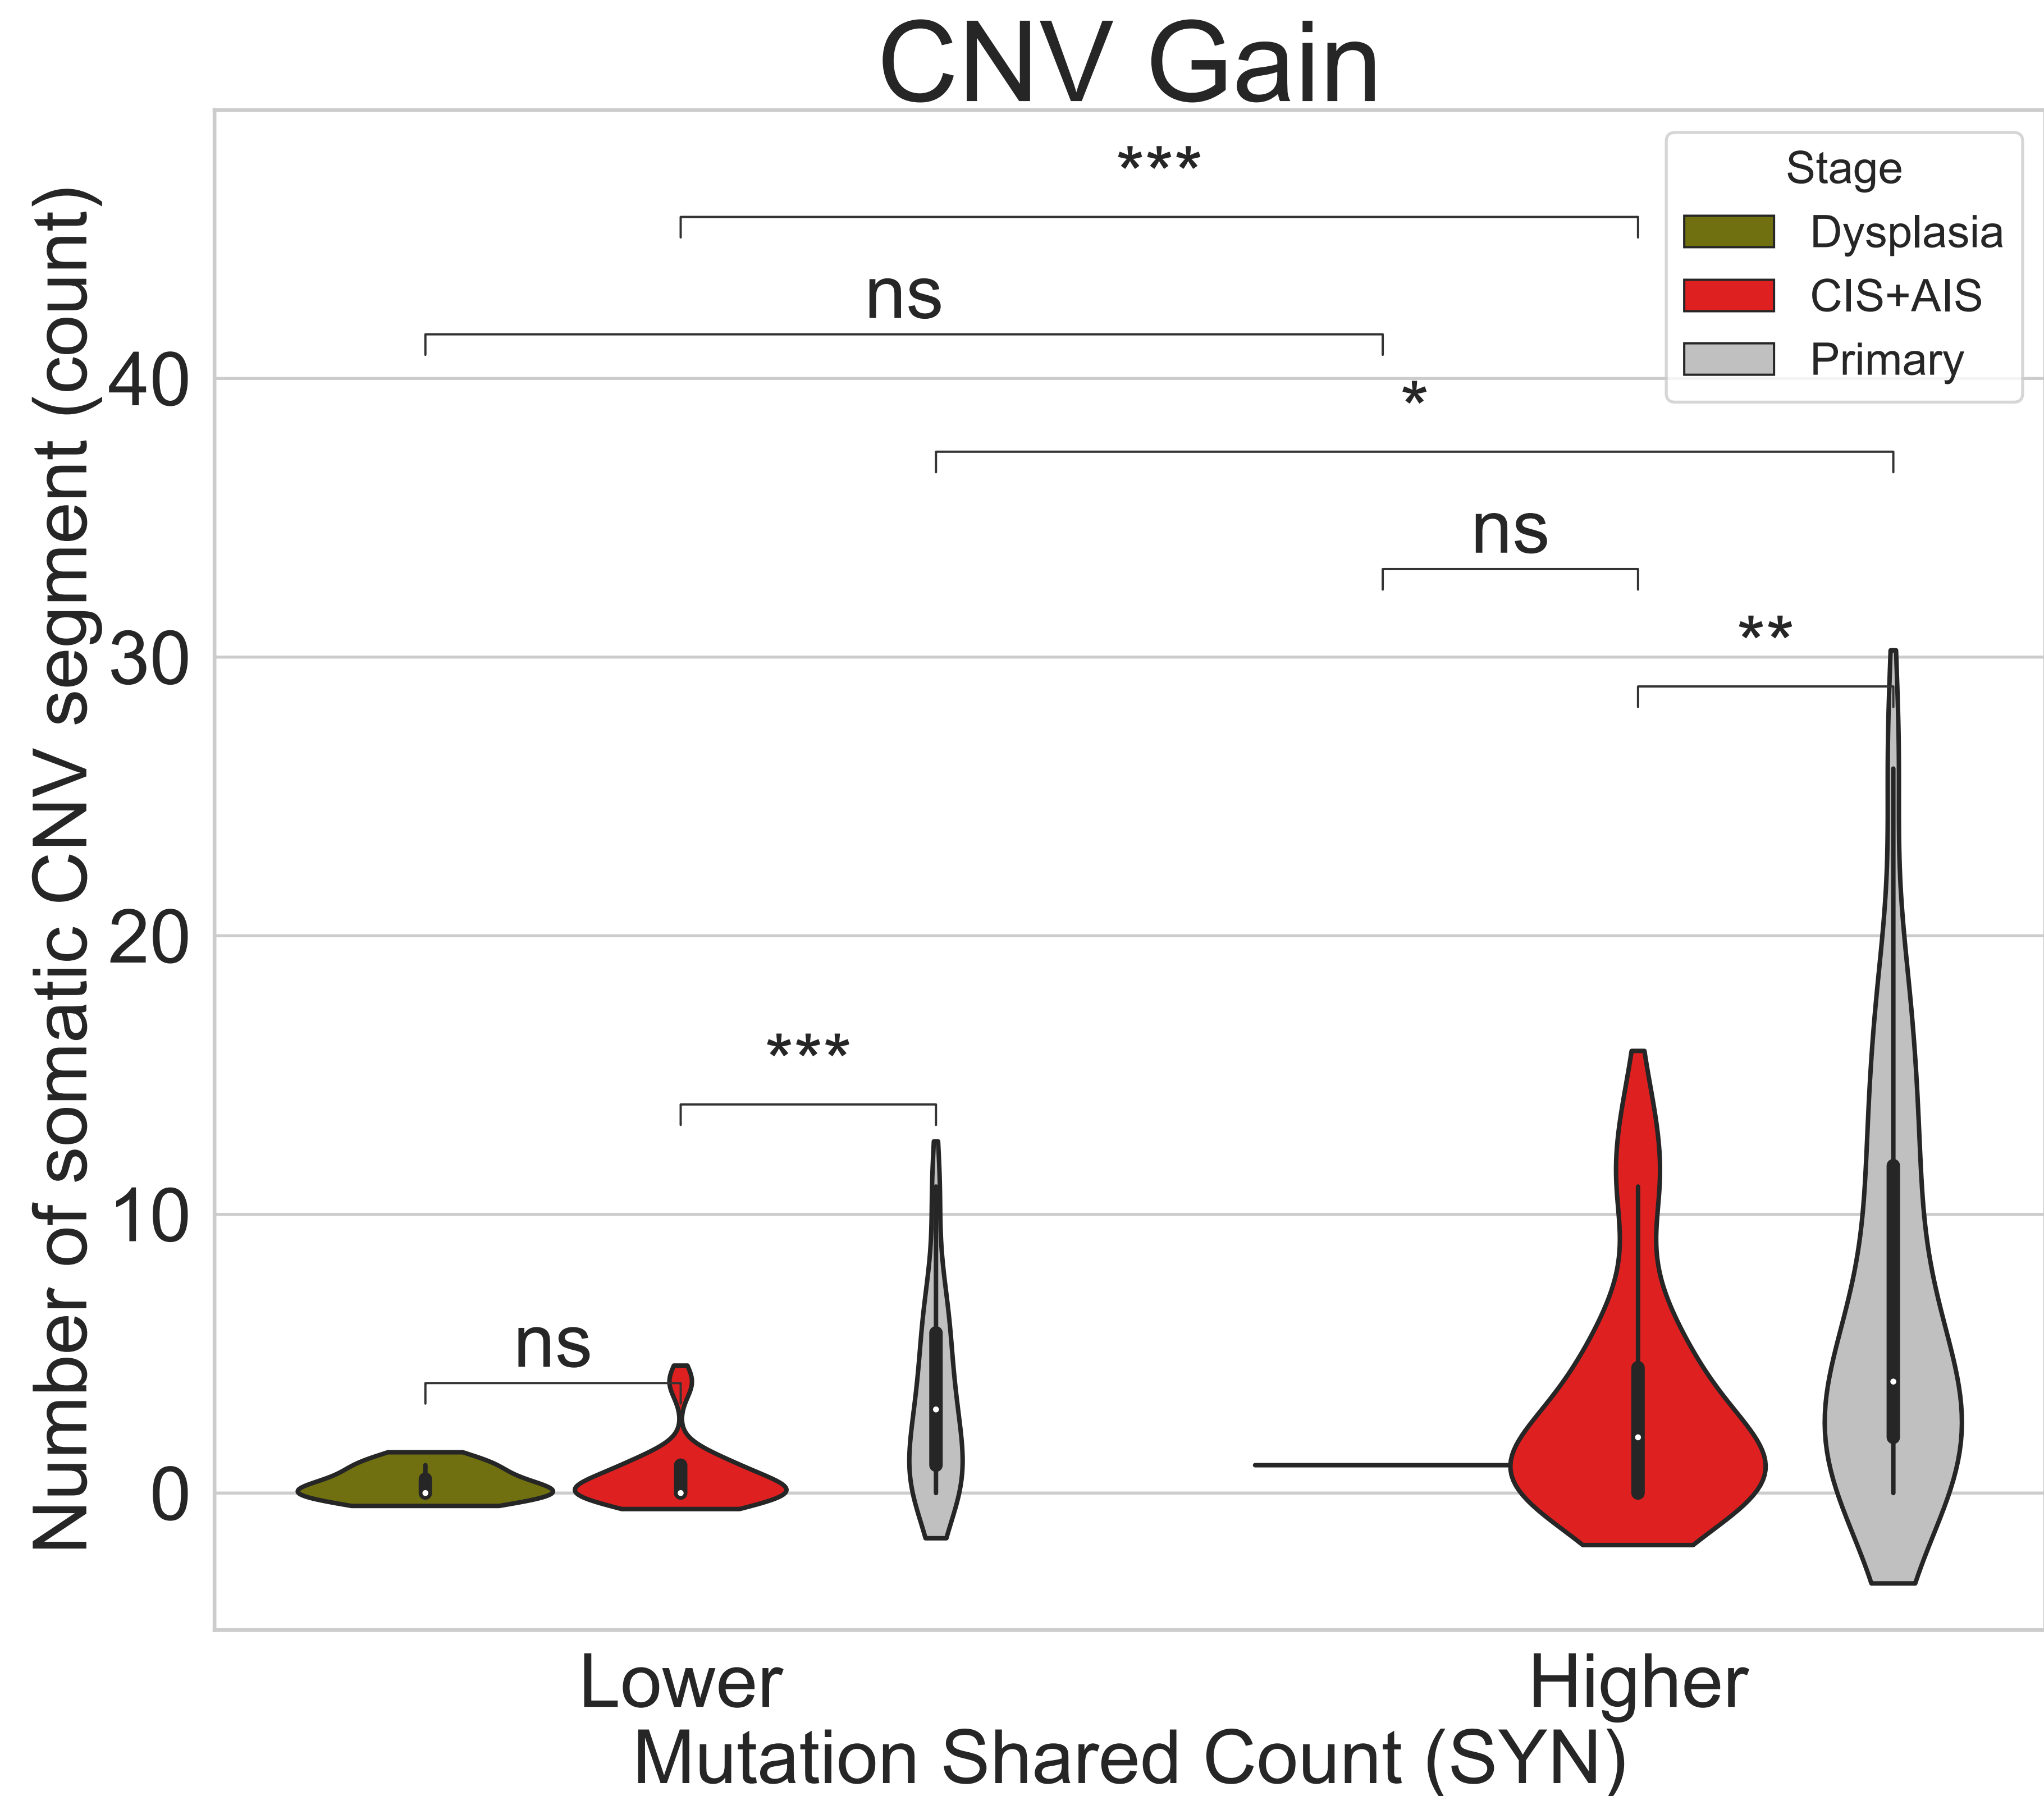 CNV Gain
Number of somatic CNV segment (count)
40
30
20
10
0
***
ns
*
ns
**
***
ns
Stage
Dysplasia
CIS+AIS
Primary
Lower
Higher
Mutation Shared Count (SYN)